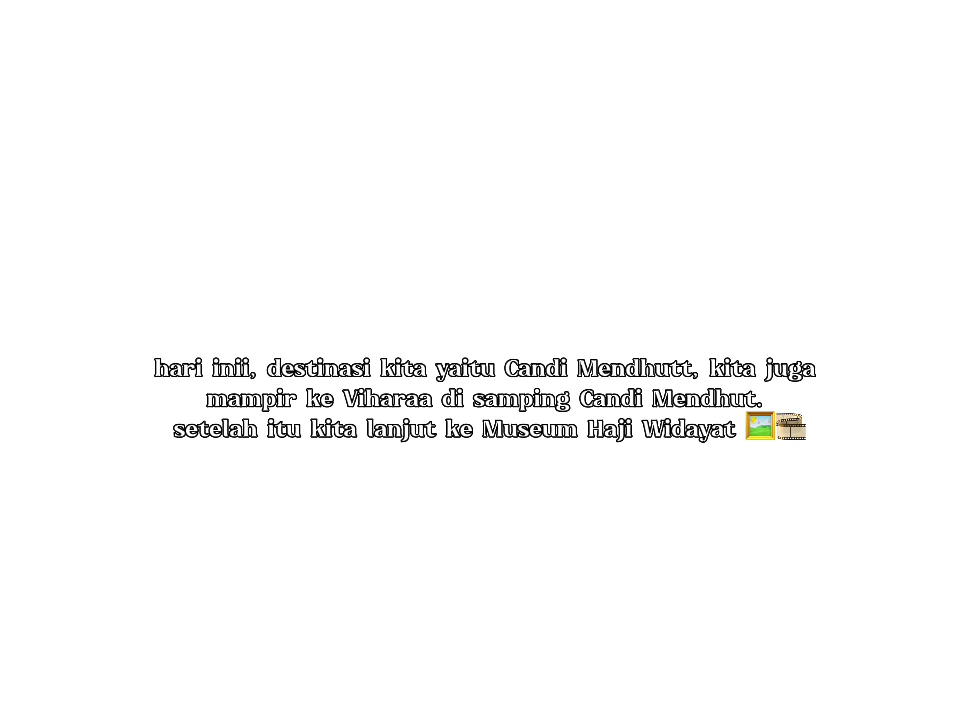 hari inii, destinasi kita yaitu Candi Mendhutt, kita juga
mampir ke Viharaa di samping Candi Mendhut.
setelah itu kita lanjut ke Museum Haji Widayat 🖼️🎞️